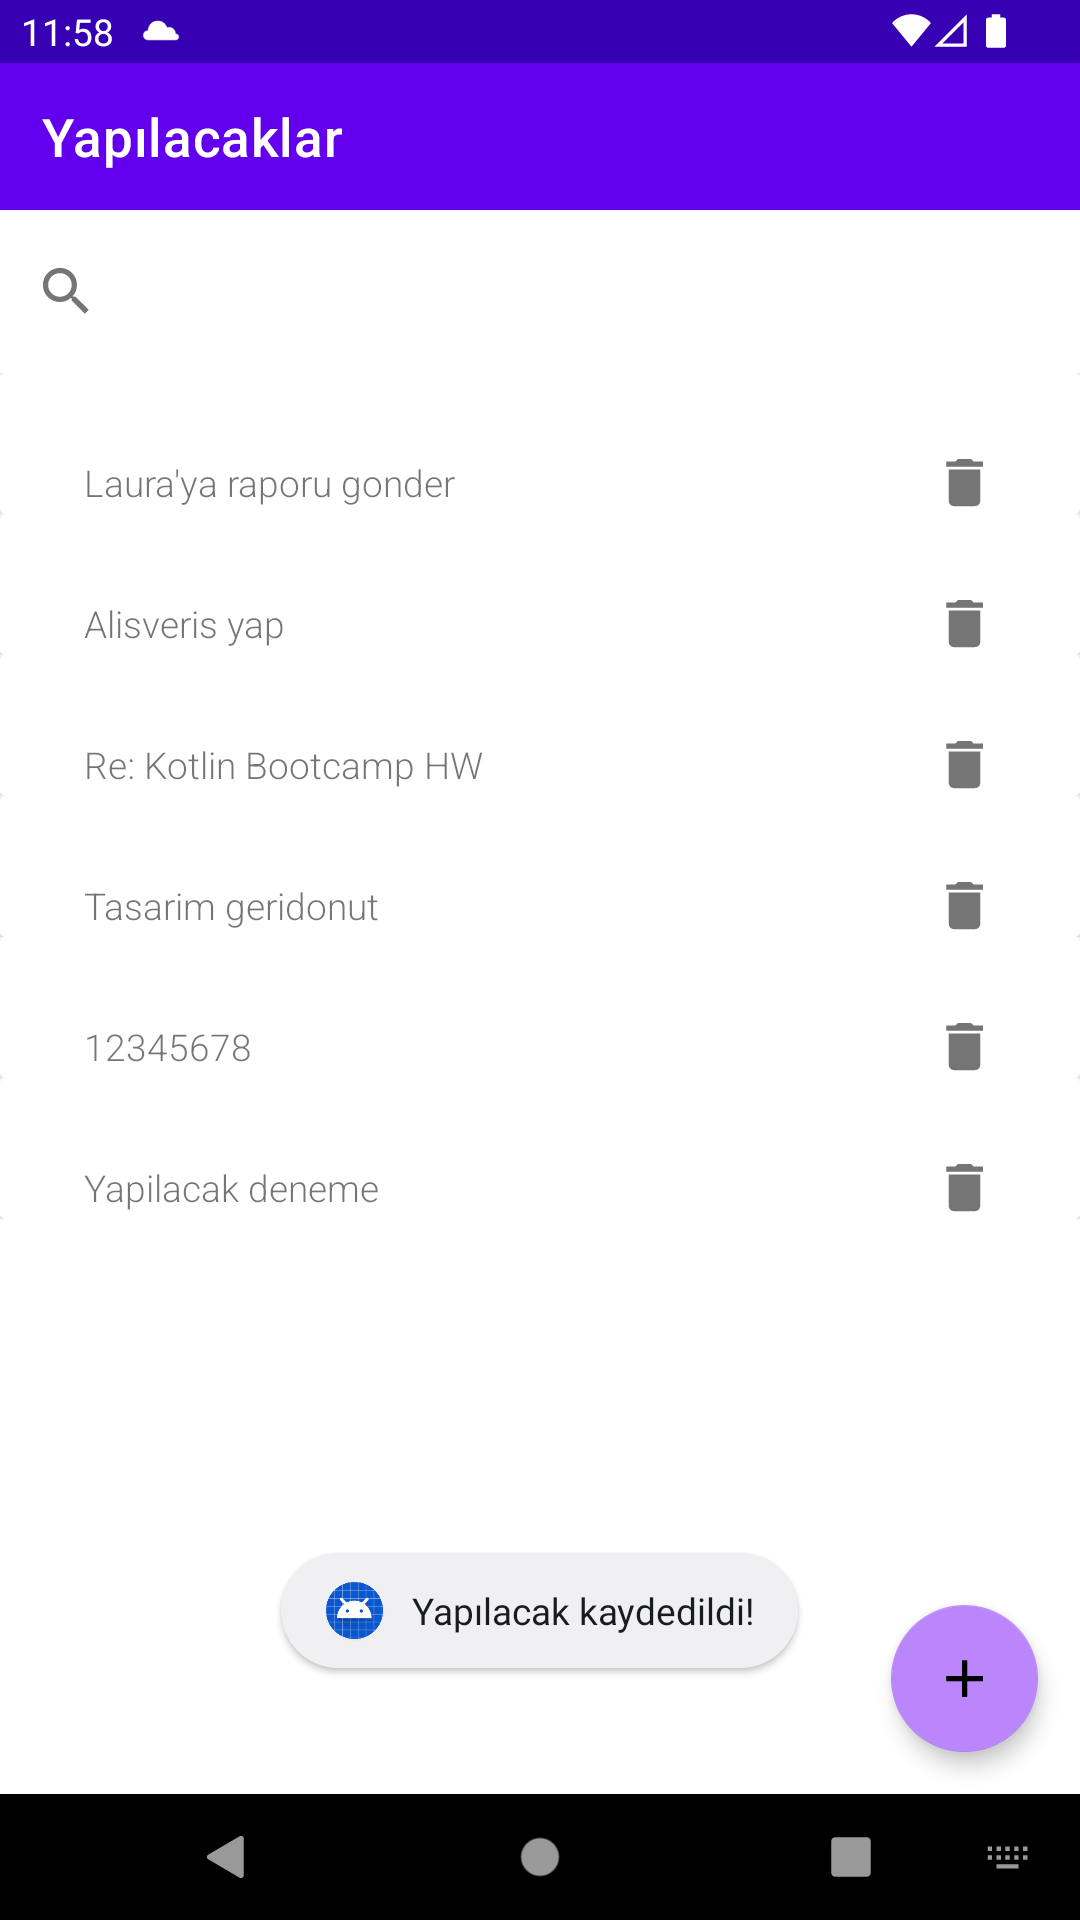 11:58
Yapılacaklar
Laura'ya raporu gonder
Alisveris yap
Re: Kotlin Bootcamp HW
Tasarim geridonut
12345678
Yapilacak deneme
Yapılacak kaydedildi!